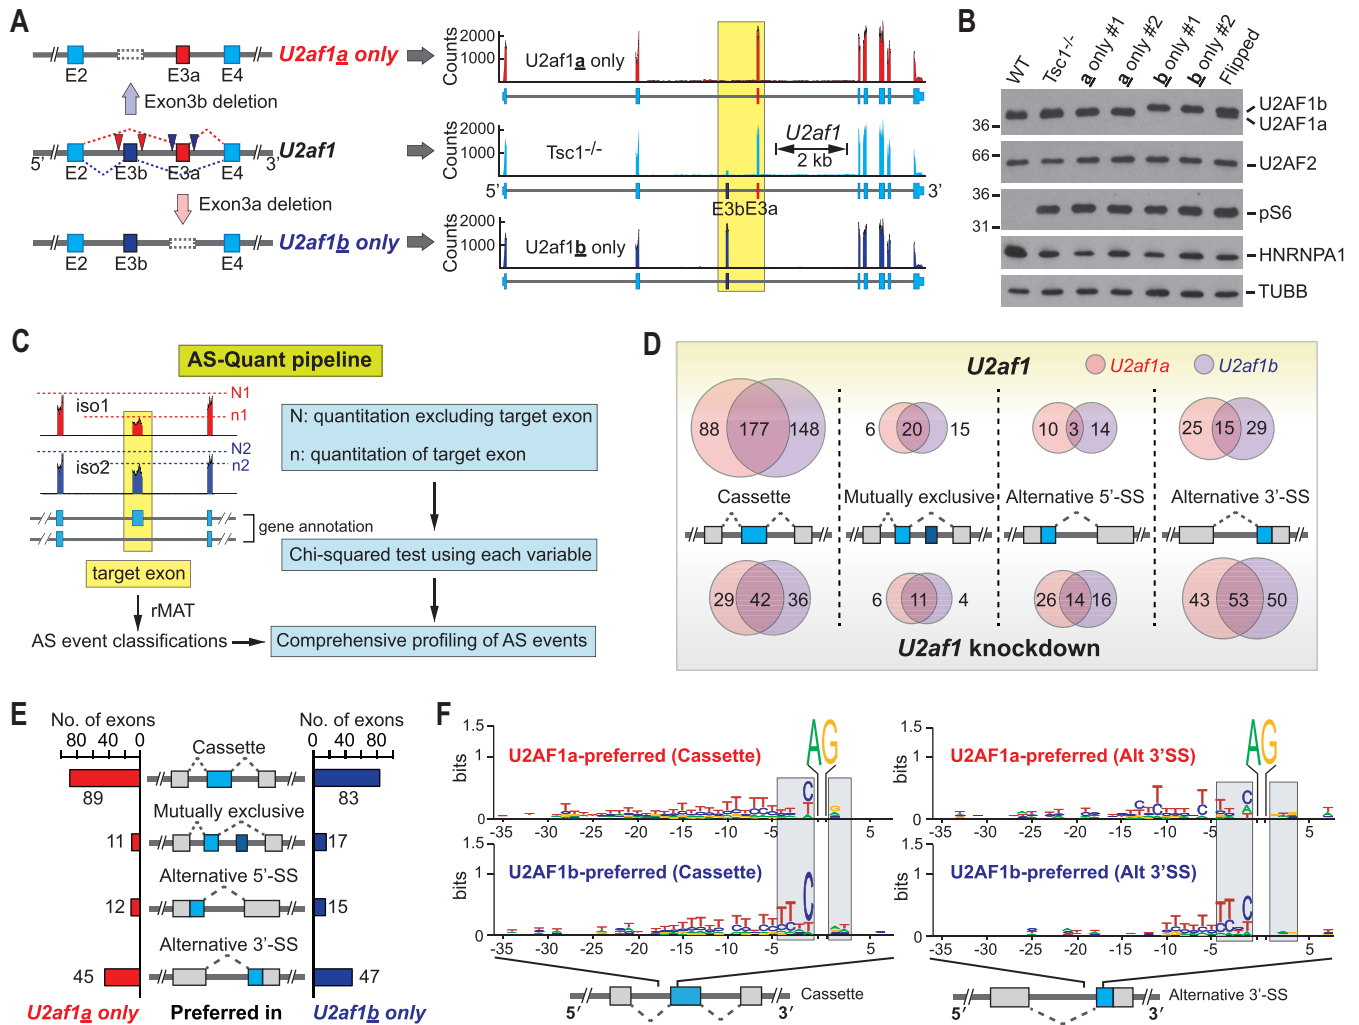 A
E2
E3a
E4
U2af1a only
Exon3b deletion
5'
3'
U2af1
E2
E3b
E3a
E4
Exon3a deletion
E2
E3b
E4
U2af1b only
Counts
2000
1000
U2af1a only
Counts
2000
1000
Tsc1-/-
U2af1
2 kb
5'
3'
E3b
E3a
Counts
2000
1000
U2af1b only
B
WT
Tsc1-/-
a only #1
a only #2
b only #1
b only #2
Flipped
36
U2AF1b
U2AF1a
66
U2AF2
36
31
pS6
HNRNPA1
TUBB
C
AS-Quant pipeline
iso1
N1
n1
iso2
N2
n2
gene annotation
target exon
rMAT
AS event classifications
N: quantitation excluding target exon
n: quantitation of target exon
Chi-squared test using each variable
Comprehensive profiling of AS events
D
U2af1
U2af1a
U2af1b
88 177 148
6 20 15
10 3 14
25 15 29
Cassette
Mutually exclusive
Alternative 5'-SS
Alternative 3'-SS
29 42 36
6 11 4
26 14 16
43 53 50
U2af1 knockdown
E
No. of exons
80 40 0
No. of exons
0 40 80
Cassette
89
83
Mutually exclusive
11
17
Alternative 5'-SS
12
15
Alternative 3'-SS
45
47
U2af1a only
Preferred in
U2af1b only
F
1.5
1
bits
0
U2AF1a-preferred (Cassette)
AG
-35 -30 -25 -20 -15 -10 -5 5
1.5
1
bits
0
U2AF1b-preferred (Cassette)
-35 -30 -25 -20 -15 -10 -5 5
5'
3'
Cassette
1.5
1
bits
0
U2AF1a-preferred (Alt 3'SS)
AG
-35 -30 -25 -20 -15 -10 -5 5
1.5
1
bits
0
U2AF1b-preferred (Alt 3'SS)
-35 -30 -25 -20 -15 -10 -5 5
5'
3'
Alternative 3'-SS